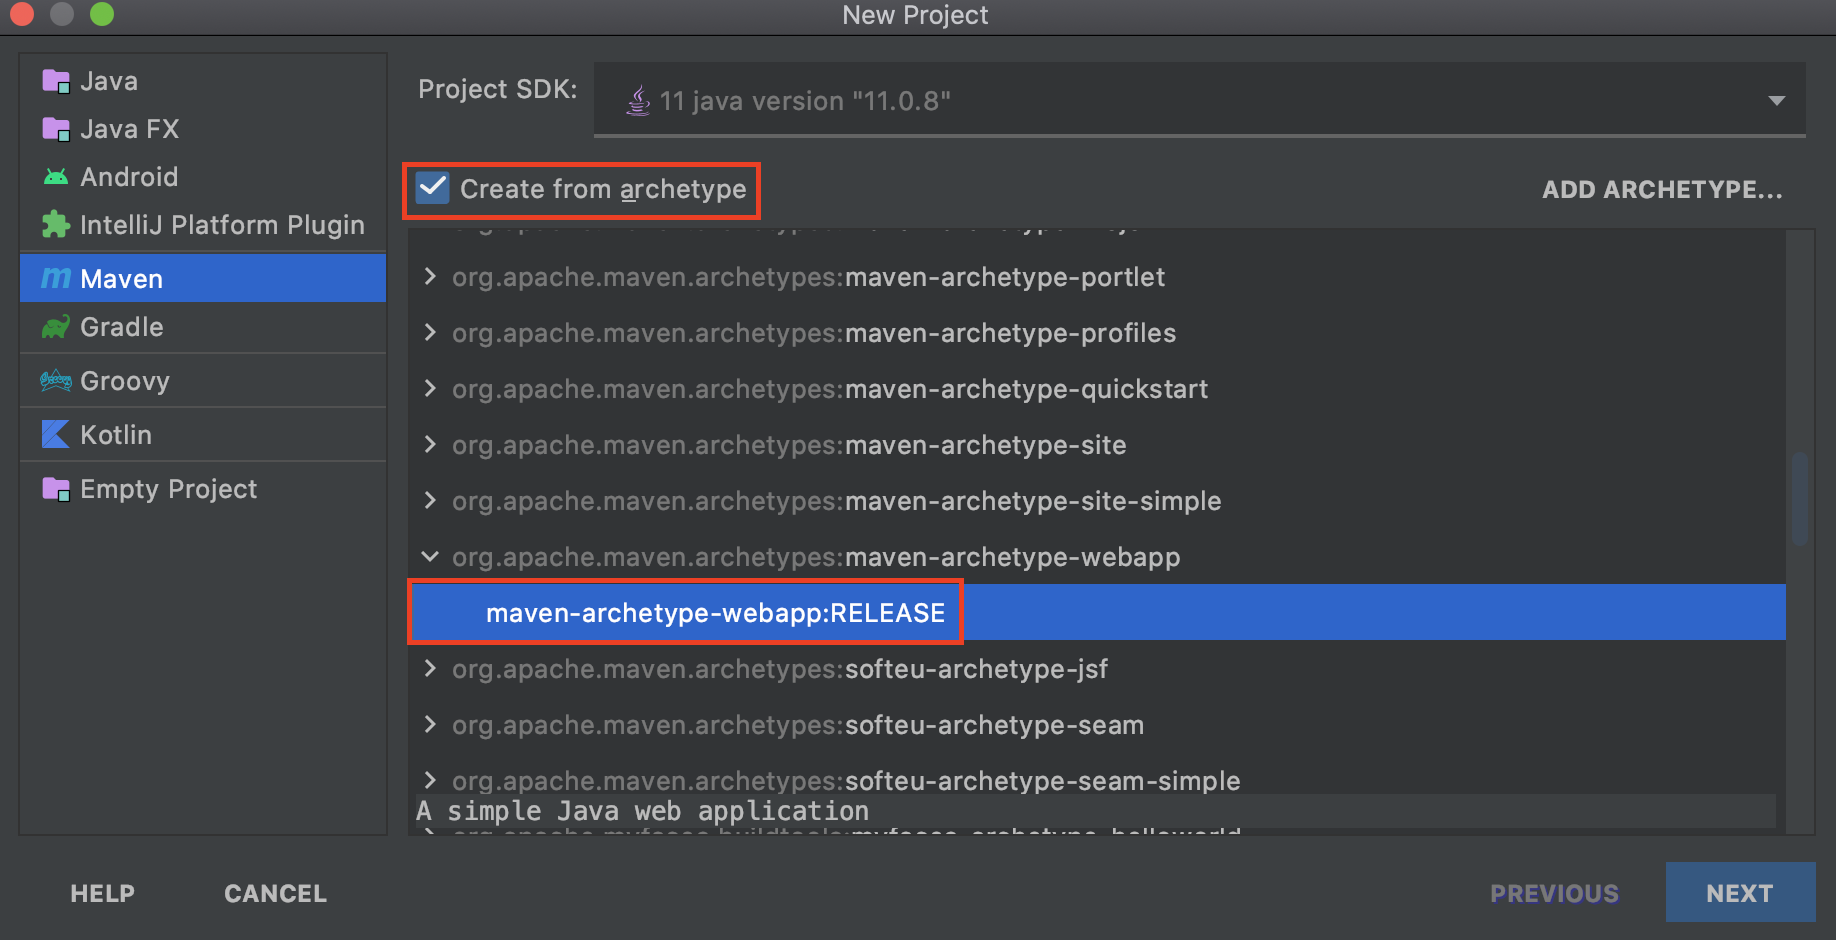 New Project
Java
Java FX
Android
IntelliJ Platform Plugin
Maven
Gradle
Groovy
Kotlin
Empty Project
Project SDK:
11 java version "11.0.8"
Create from archetype
ADD ARCHETYPE...
org.apache.maven.archetypes:maven-archetype-portlet
org.apache.maven.archetypes:maven-archetype-profiles
org.apache.maven.archetypes:maven-archetype-quickstart
org.apache.maven.archetypes:maven-archetype-site
org.apache.maven.archetypes:maven-archetype-site-simple
org.apache.maven.archetypes:maven-archetype-webapp
maven-archetype-webapp:RELEASE
org.apache.maven.archetypes:softeu-archetype-jsf
org.apache.maven.archetypes:softeu-archetype-seam
org.apache.maven.archetypes:softeu-archetype-seam-simple
A simple Java web application
HELP
CANCEL
PREVIOUS
NEXT